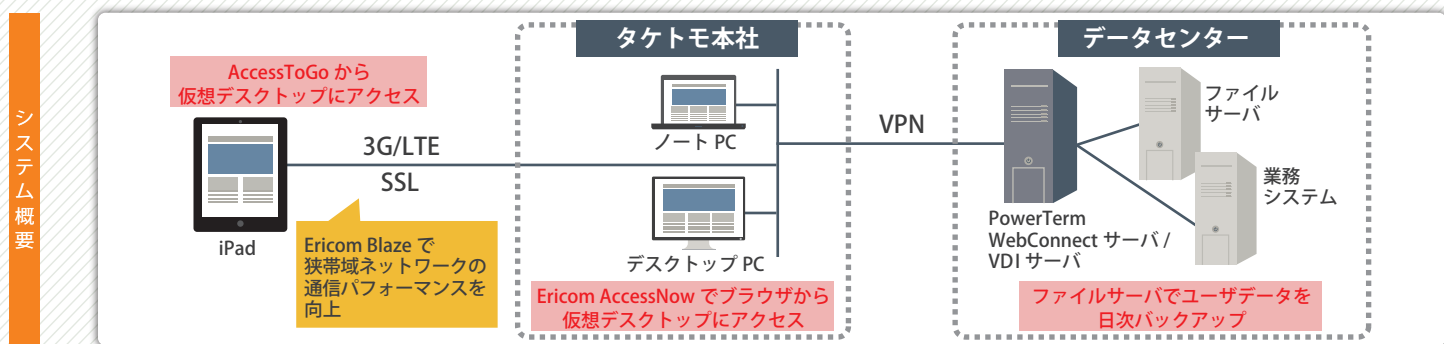 システム概要
AccessToGo から
仮想デスクトップにアクセス
iPad
3G/LTE
SSL
Ericom Blaze で
狭帯域ネットワークの
通信パフォーマンスを
向上
タケトモ本社
ノート PC
デスクトップ PC
Ericom AccessNow でブラウザから
仮想デスクトップにアクセス
VPN
データセンター
ファイル
サーバ
業務
システム
PowerTerm
WebConnect サーバ /
VDI サーバ
ファイルサーバでユーザデータを
日次バックアップ